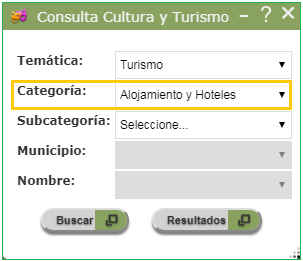 Consulta Cultura y Turismo – ? ×
Temática: Turismo
Categoría: Alojamiento y Hoteles
Subcategoría: Seleccione...
Municipio:
Nombre:
Buscar Resultados